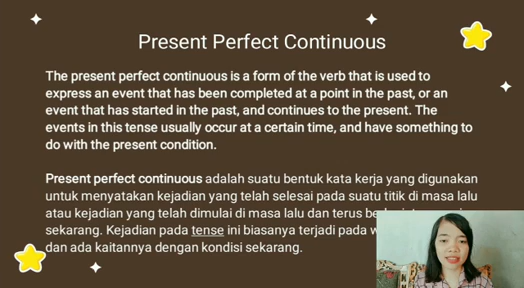 Present Perfect Continuous
The present perfect continuous is a form of the verb that is used to
express an event that has been completed at a point in the past, or an
event that has started in the past, and continues to the present. The
events in this tense usually occur at a certain time, and have something to
do with the present condition.
Present perfect continuous adalah suatu bentuk kata kerja yang digunakan
untuk menyatakan kejadian yang telah selesai pada suatu titik di masa lalu
atau kejadian yang telah dimulai di masa lalu dan terus
sekarang. Kejadian pada tense ini biasanya terjadi pada
dan ada kaitannya dengan kondisi sekarang.